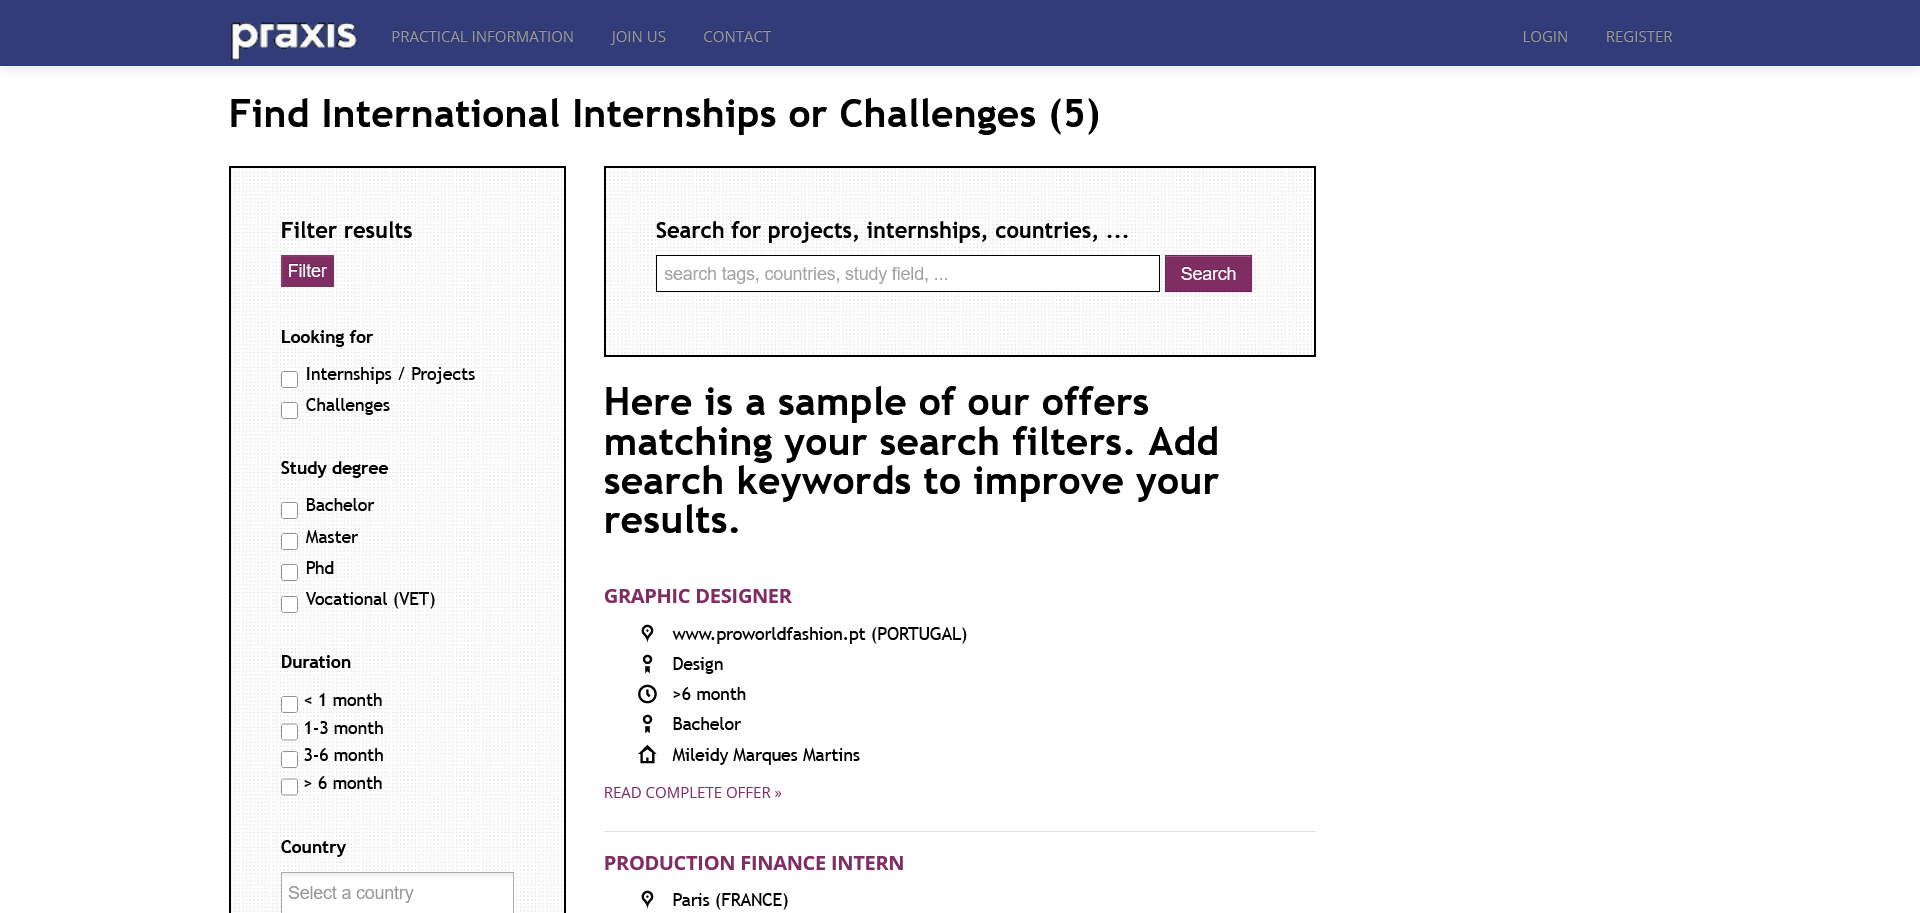 praxis
PRACTICAL INFORMATION
JOIN US
CONTACT
LOGIN
REGISTER
Find International Internships or Challenges (5)
Filter results
Filter
Looking for
Internships / Projects
Challenges
Study degree
Bachelor
Master
Phd
Vocational (VET)
Duration
< 1 month
1-3 month
3-6 month
> 6 month
Country
Select a country
Search for projects, internships, countries, ...
search tags, countries, study field, ...
Search
Here is a sample of our offers
matching your search filters. Add
search keywords to improve your
results.
GRAPHIC DESIGNER
www.proworldfashion.pt (PORTUGAL)
Design
>6 month
Bachelor
Mileidy Marques Martins
READ COMPLETE OFFER »
PRODUCTION FINANCE INTERN
Paris (FRANCE)